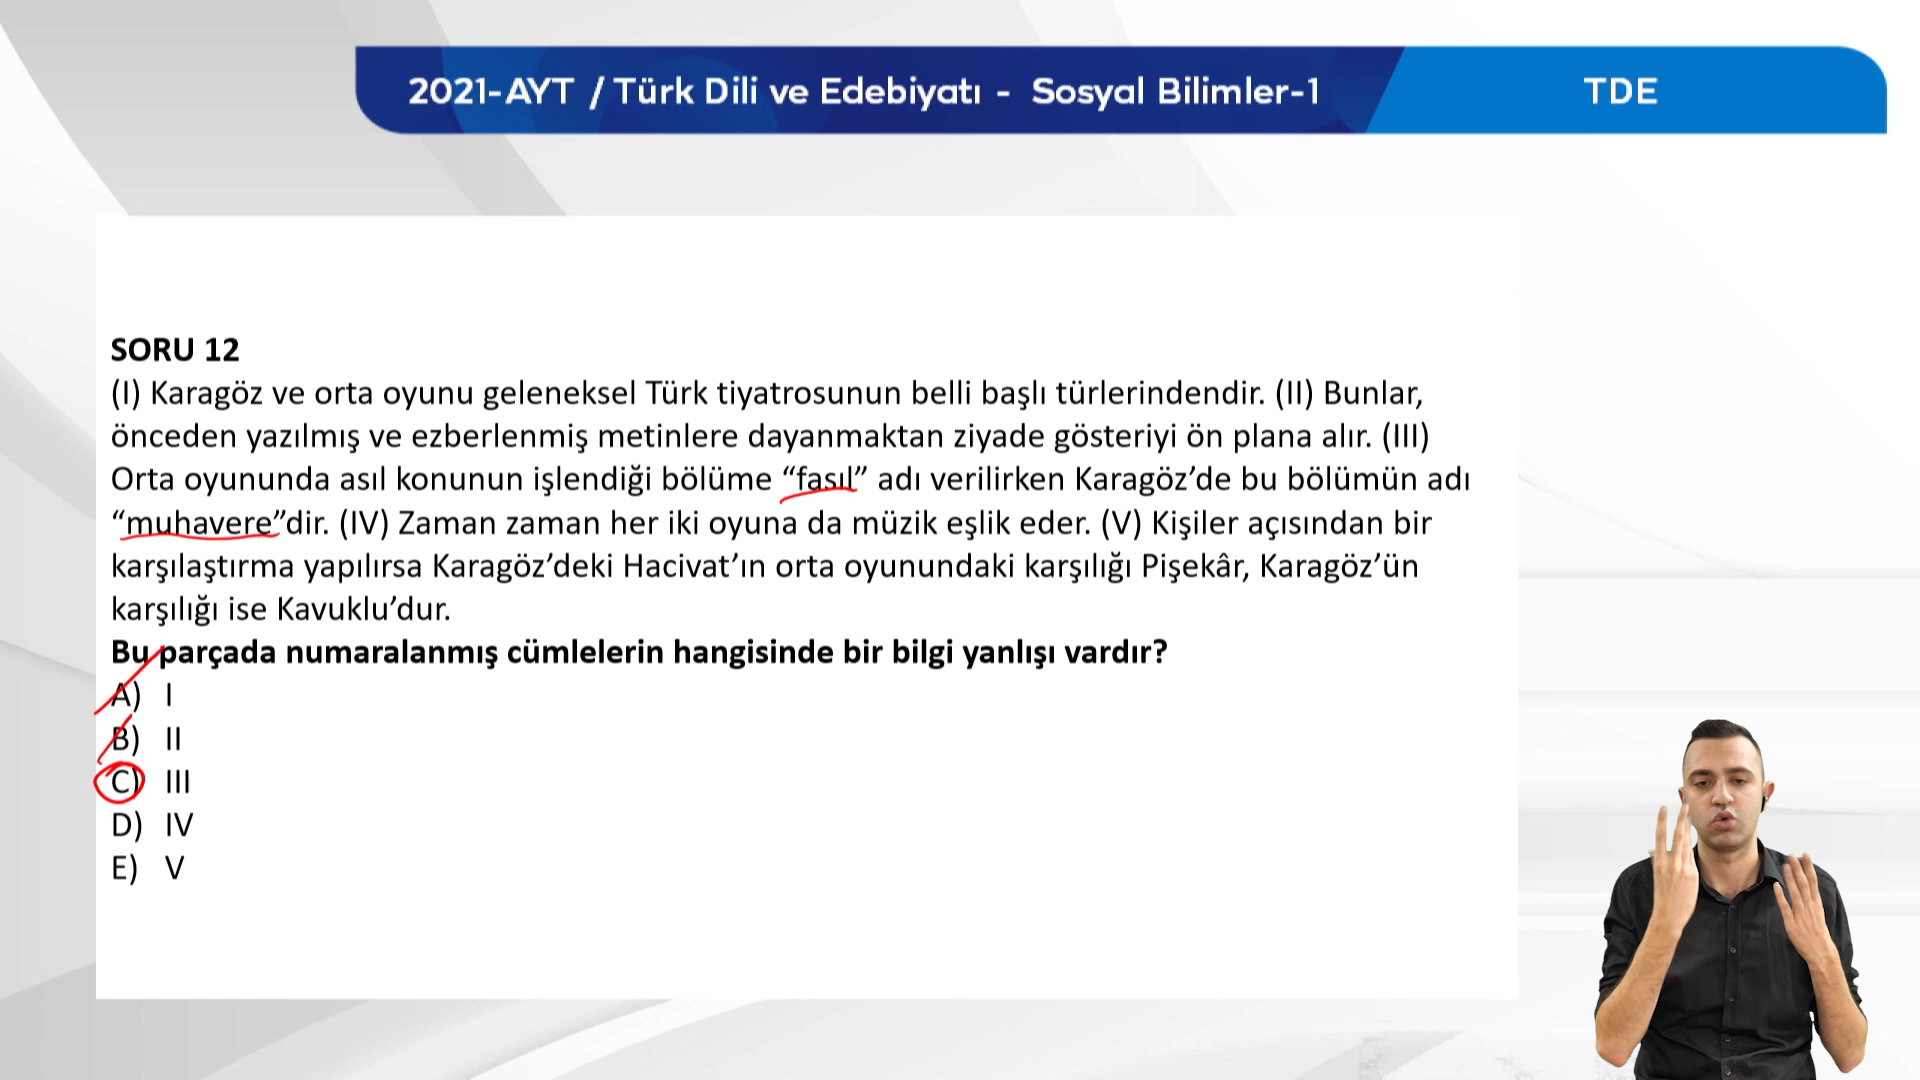 2021-AYT / Türk Dili ve Edebiyatı - Sosyal Bilimler-1
TDE
SORU 12
(I) Karagöz ve orta oyunu geleneksel Türk tiyatrosunun belli başlı türlerindendir. (II) Bunlar,
önceden yazılmış ve ezberlenmiş metinlere dayanmaktan ziyade gösteriyi ön plana alır. (III)
Orta oyununda asıl konunun işlendiği bölüme “fasıl” adı verilirken Karagöz’de bu bölümün adı
“muhavere”dir. (IV) Zaman zaman her iki oyuna da müzik eşlik eder. (V) Kişiler açısından bir
karşılaştırma yapılırsa Karagöz’deki Hacivat’ın orta oyunundaki karşılığı Pişekâr, Karagöz’ün
karşılığı ise Kavuklu’dur.
Bu parçada numaralanmış cümlelerin hangisinde bir bilgi yanlışı vardır?
A) I
B) II
C) III
D) IV
E) V